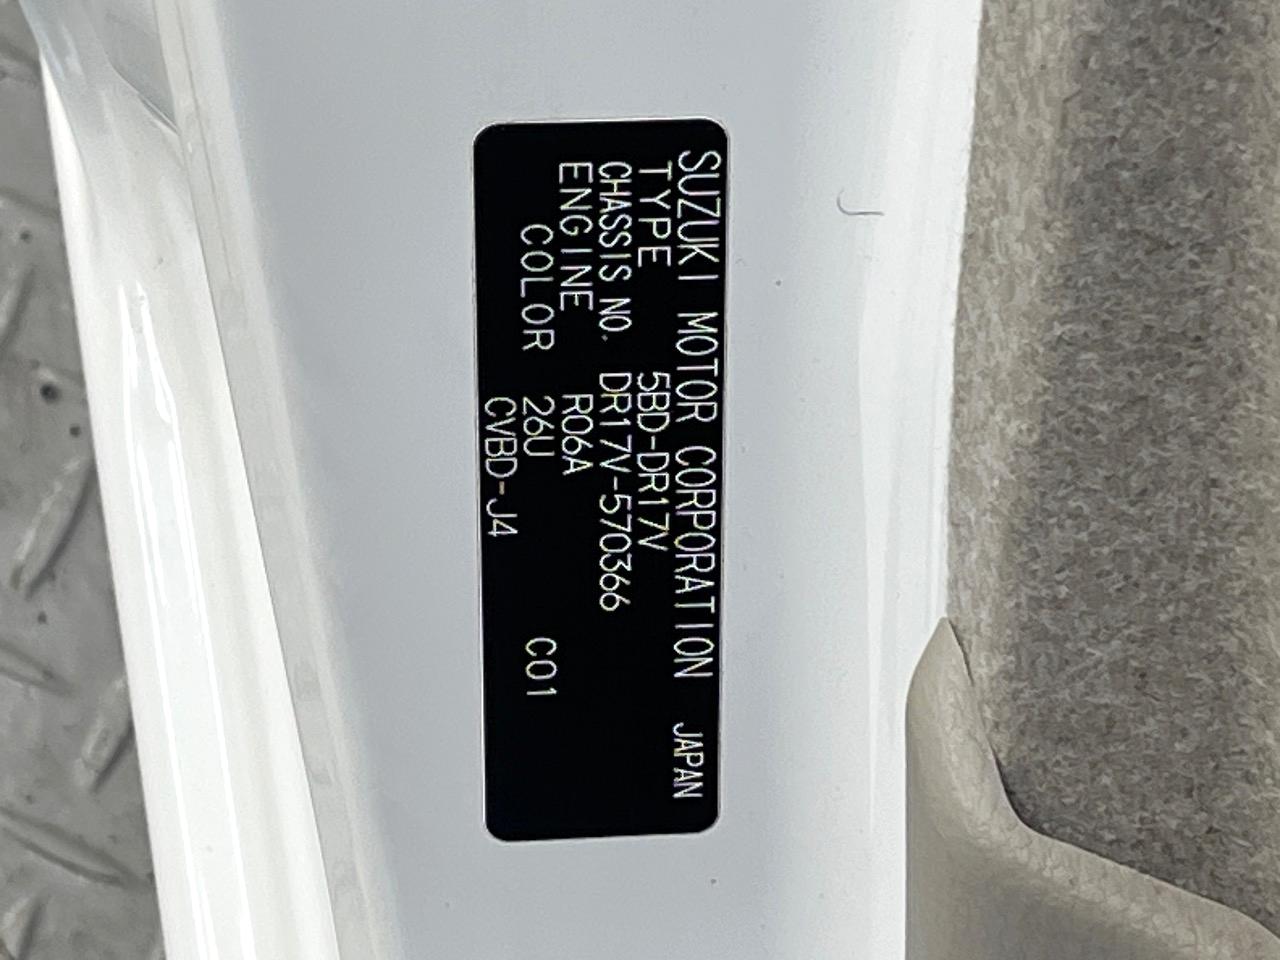 SUZUKI MOTOR CORPORATION JAPAN
TYPE 5BD-DR17V
CHASSIS NO. DR17V-570366
ENGINE R06A
COLOR 26U C01
CVBD-J4